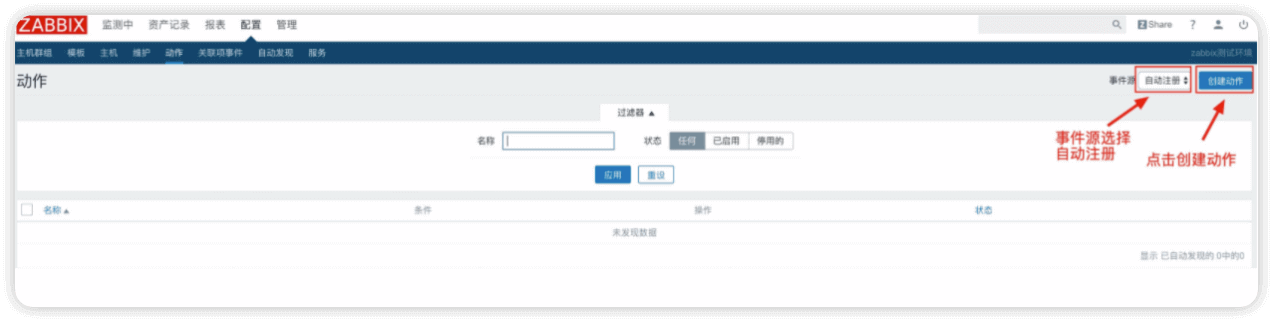 ZABBIX 监测中 资产记录 报表 配置 管理 Share ?
主机群组 模板 主机 维护 动作 关联项事件 自动发现 服务 zabbix测试环境
动作 事件源 自动注册 创建动作
过滤器 ▲
事件源选择
自动注册
点击创建动作
名称 状态 任何 已启用 停用的
应用 重设
名称 ▲ 条件 操作 状态
未发现数据
显示 已自动发现的 0中的0